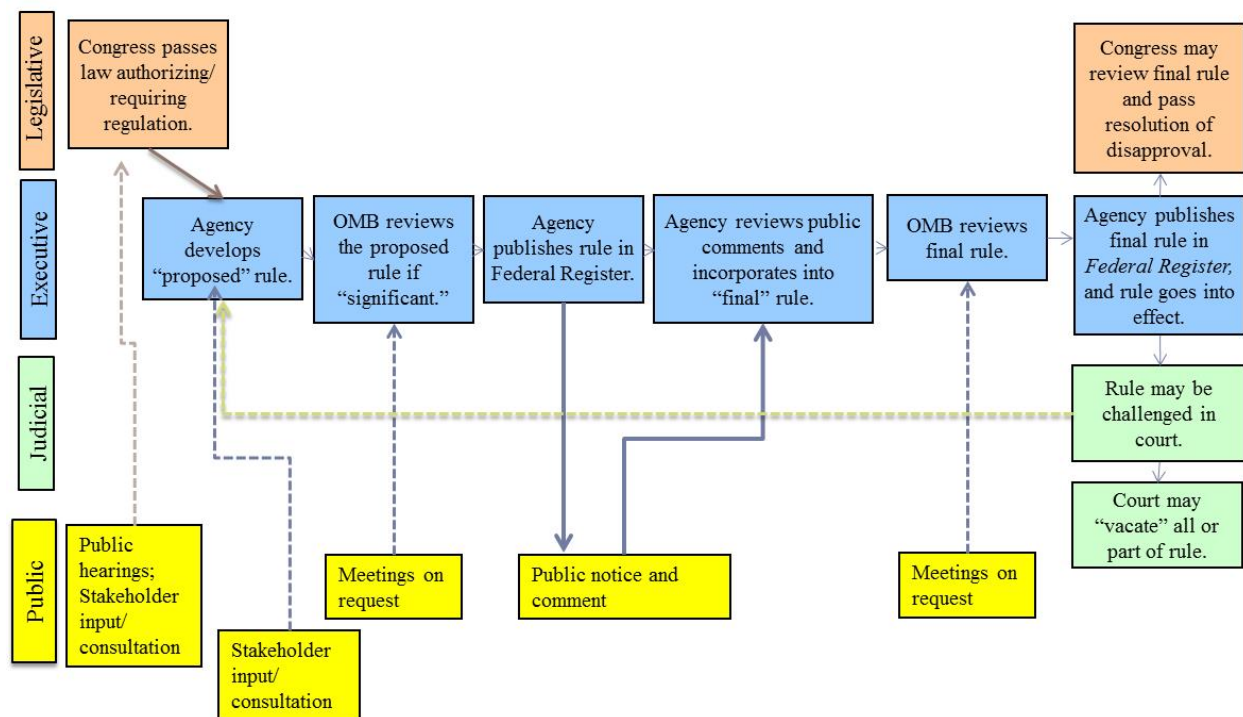 Legislative
Congress passes
law authorizing/
requiring
regulation.
Congress may
review final rule
and pass
resolution of
disapproval.
Executive
Agency
develops
“proposed” rule.
OMB reviews
the proposed
rule if
“significant.”
Agency
publishes rule in
Federal Register.
Agency reviews public
comments and
incorporates into
“final” rule.
OMB reviews
final rule.
Agency publishes
final rule in
Federal Register,
and rule goes into
effect.
Judicial
Rule may be
challenged in
court.
Court may
“vacate” all or
part of rule.
Public
Public
hearings;
Stakeholder
input/
consultation
Stakeholder
input/
consultation
Meetings on
request
Public notice and
comment
Meetings on
request